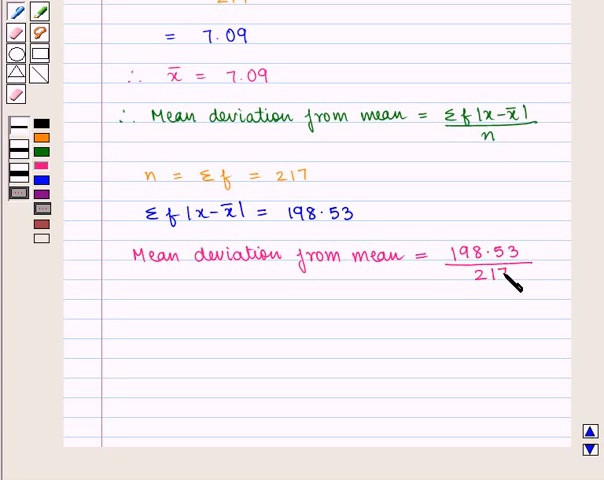 217
= 7.09
∴ x̄ = 7.09
∴ Mean deviation from mean = Σf|x-x̄| / n
n = Σf = 217
Σf|x-x̄| = 198.53
Mean deviation from mean = 198.53 / 217